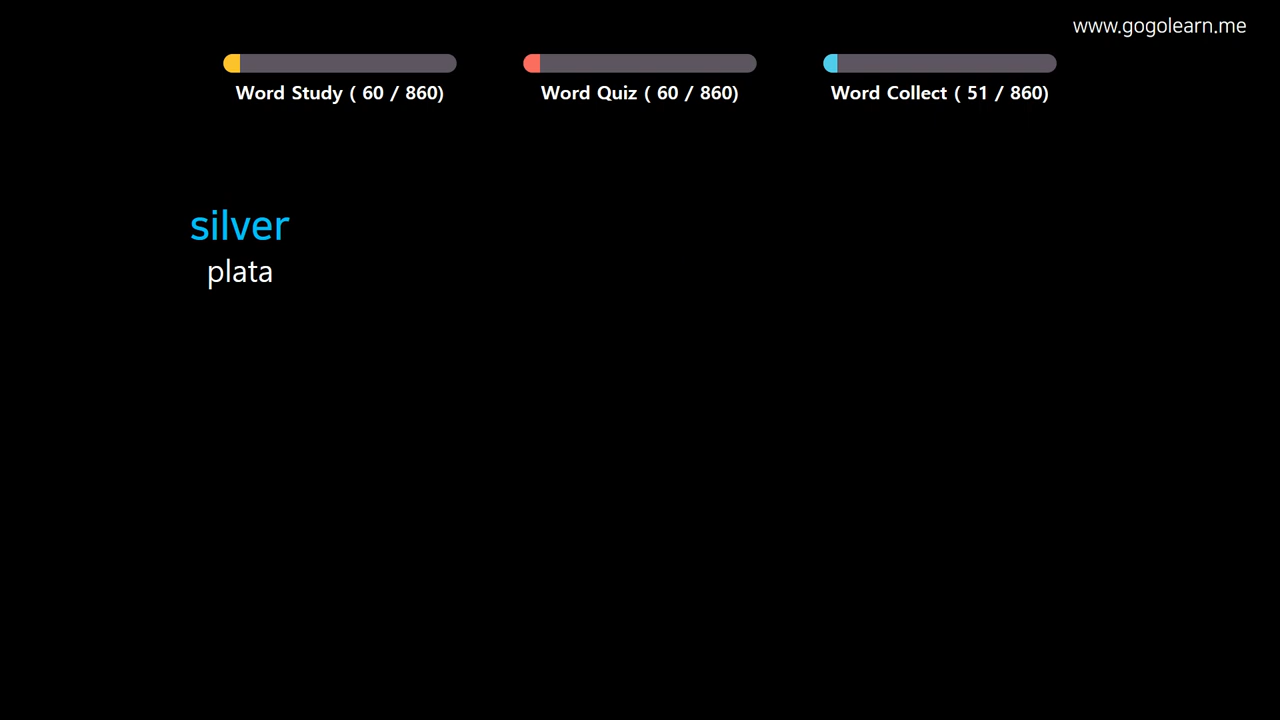 www.gogolearn.me
Word Study ( 60 / 860)
Word Quiz ( 60 / 860)
Word Collect ( 51 / 860)
silver
plata